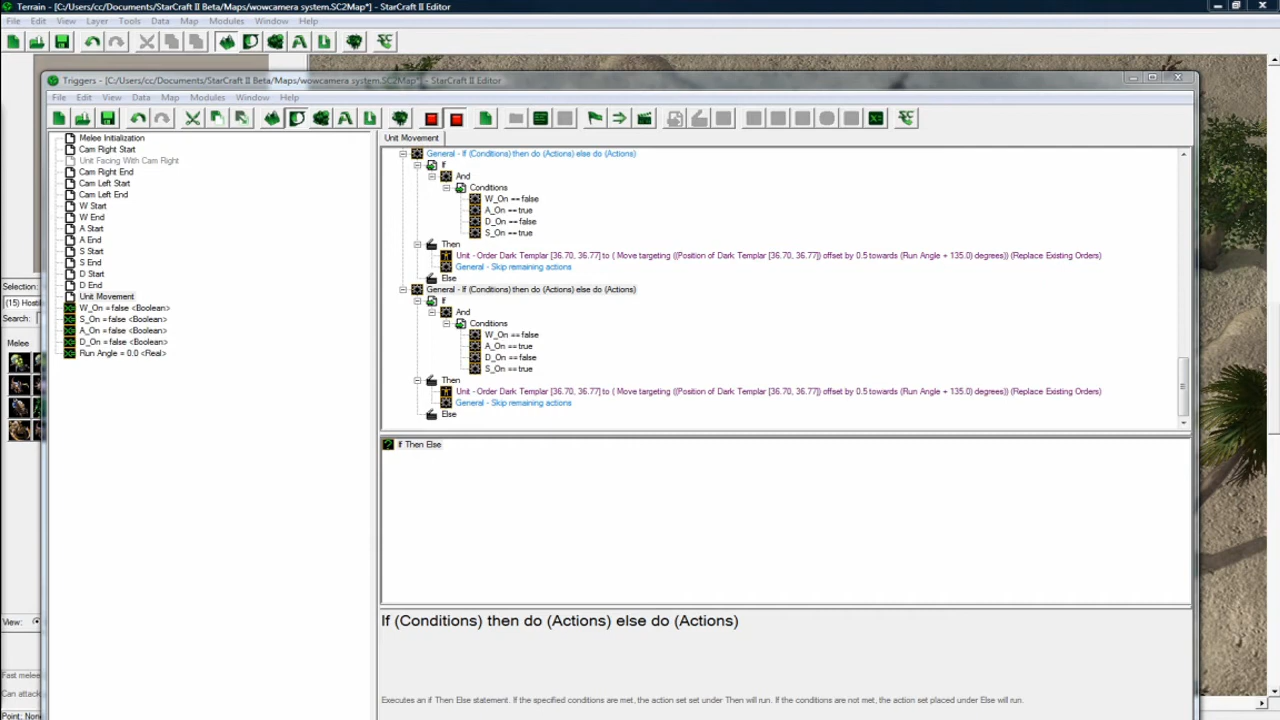 Terrain - [C:/Users/cc/Documents/StarCraft II Beta/Maps/wowcamera system.SC2Map*] - StarCraft II Editor
File Edit View Layer Tools Data Map Modules Window Help
Triggers - [C:/Users/cc/Documents/StarCraft II Beta/Maps/wowcamera system.SC2Map*] - StarCraft II Editor
File Edit View Data Map Modules Window Help
Melee Initialization
Cam Right Start
Unit Facing With Cam Right
Cam Right End
Cam Left Start
Cam Left End
W Start
W End
A Start
A End
S Start
S End
D Start
D End
Unit Movement
W_On = false <Boolean>
S_On = false <Boolean>
A_On = false <Boolean>
D_On = false <Boolean>
Run Angle = 0.0 <Real>
Unit Movement
General - If (Conditions) then do (Actions) else do (Actions)
If
And
Conditions
W_On == false
A_On == true
D_On == false
S_On == true
Then
Unit - Order Dark Templar [36.70, 36.77] to ( Move targeting ((Position of Dark Templar [36.70, 36.77]) offset by 0.5 towards (Run Angle + 135.0) degrees)) (Replace Existing Orders)
General - Skip remaining actions
Else
General - If (Conditions) then do (Actions) else do (Actions)
If
And
Conditions
W_On == false
A_On == true
D_On == false
S_On == true
Then
Unit - Order Dark Templar [36.70, 36.77] to ( Move targeting ((Position of Dark Templar [36.70, 36.77]) offset by 0.5 towards (Run Angle + 135.0) degrees)) (Replace Existing Orders)
General - Skip remaining actions
Else
If Then Else
If (Conditions) then do (Actions) else do (Actions)
Executes an if Then Else statement. If the specified conditions are met, the action set set under Then will run. If the conditions are not met, the action set placed under Else will run.
Selection:
(15) Hostil
Search:
Melee
View:
Fast melee
Can attack
Point: None